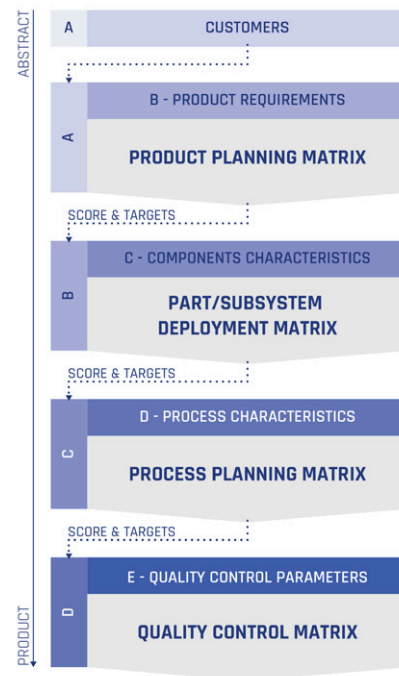 ABSTRACT
A
CUSTOMERS
B - PRODUCT REQUIREMENTS
A
PRODUCT PLANNING MATRIX
SCORE & TARGETS
C - COMPONENTS CHARACTERISTICS
B
PART/SUBSYSTEM
DEPLOYMENT MATRIX
SCORE & TARGETS
D - PROCESS CHARACTERISTICS
C
PROCESS PLANNING MATRIX
SCORE & TARGETS
E - QUALITY CONTROL PARAMETERS
D
QUALITY CONTROL MATRIX
PRODUCT